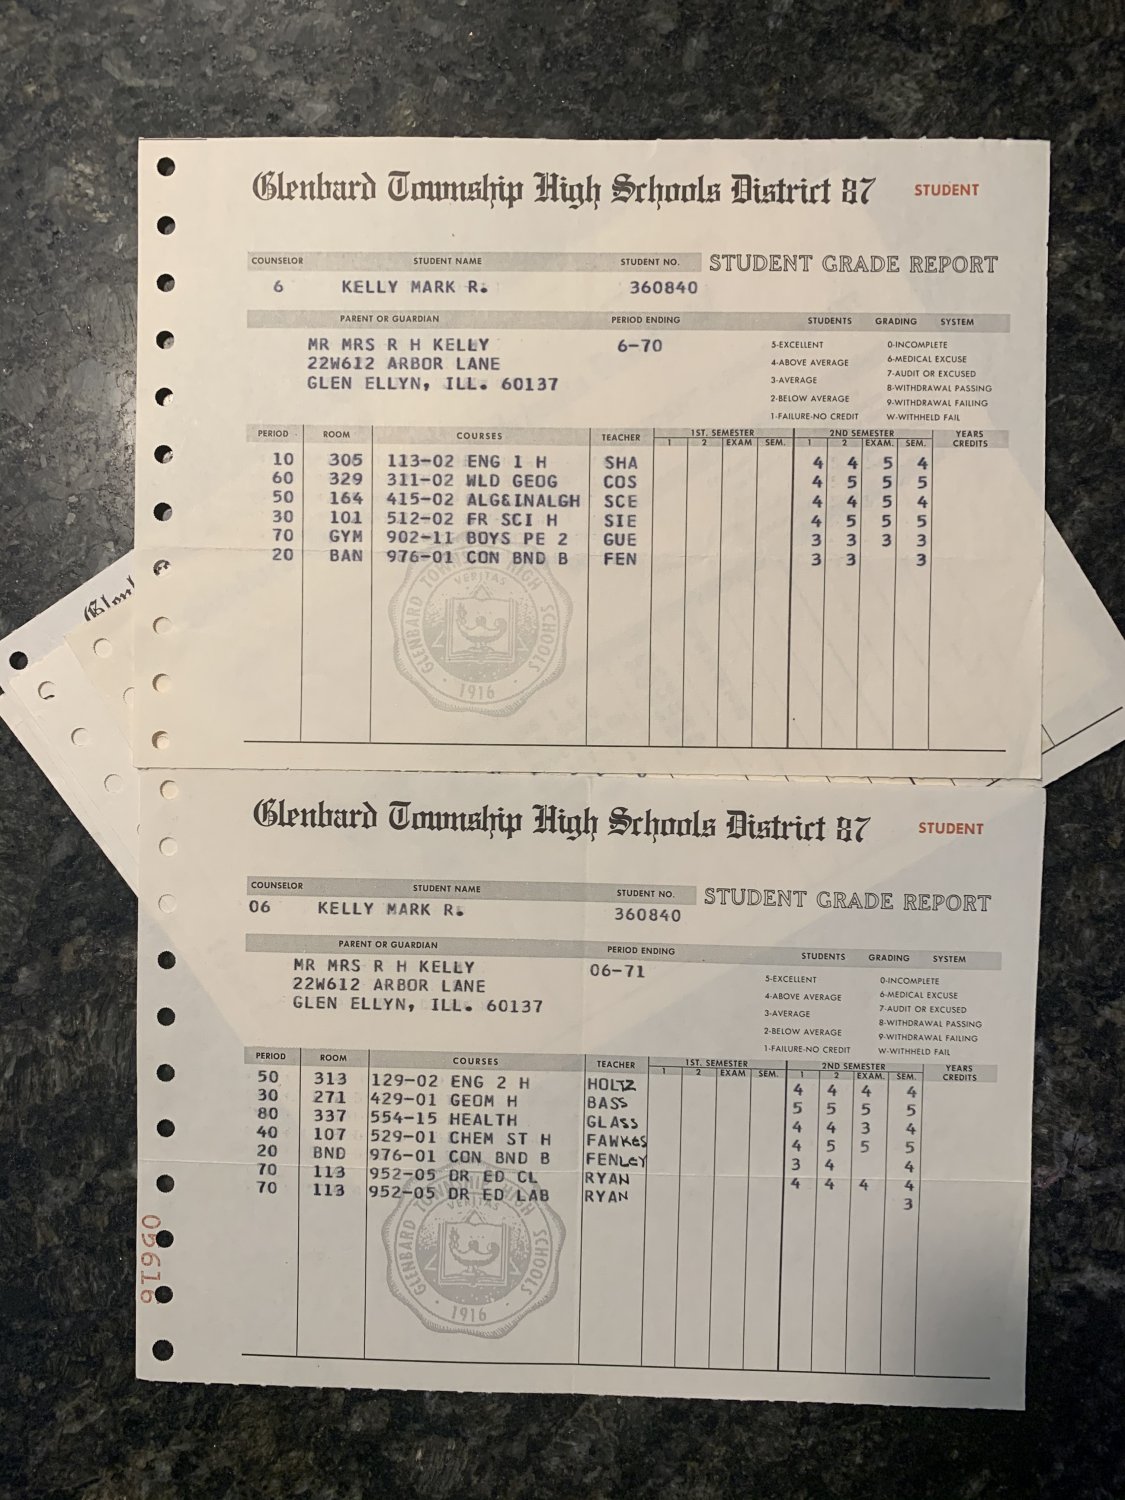 Glenbard Township High Schools District 87 STUDENT
COUNSELOR STUDENT NAME STUDENT NO. STUDENT GRADE REPORT
6 KELLY MARK R. 360840
PARENT OR GUARDIAN PERIOD ENDING STUDENTS GRADING SYSTEM
MR MRS R H KELLY 6-70 5-EXCELLENT 0-INCOMPLETE
22W612 ARBOR LANE 4-ABOVE AVERAGE 6-MEDICAL EXCUSE
GLEN ELLYN, ILL. 60137 3-AVERAGE 7-AUDIT OR EXCUSED
2-BELOW AVERAGE 8-WITHDRAWAL PASSING
9-WITHDRAWAL FAILING
1-FAILURE-NO CREDIT W-WITHHELD FAIL
PERIOD ROOM COURSES TEACHER 1ST. SEMESTER 2ND SEMESTER YEARS CREDITS
1 2 EXAM SEM. 1 2 EXAM. SEM.
10 305 113-02 ENG 1 H SHA 4 4 5 4
60 329 311-02 WLD GEOG COS 4 5 5 5
50 164 415-02 ALG&INALGH SCE 4 4 5 4
30 101 512-02 FR SCI H SIE 4 5 5 5
70 GYM 902-11 BOYS PE 2 GUE 3 3 3 3
20 BAN 976-01 CON BND B FEN 3 3 3
GLENBARD TOWNSHIP HIGH SCHOOLS
VERITAS
1916
Glenbard Township High Schools District 87 STUDENT
COUNSELOR STUDENT NAME STUDENT NO. STUDENT GRADE REPORT
06 KELLY MARK R. 360840
PARENT OR GUARDIAN PERIOD ENDING STUDENTS GRADING SYSTEM
MR MRS R H KELLY 06-71 5-EXCELLENT 0-INCOMPLETE
22W612 ARBOR LANE 4-ABOVE AVERAGE 6-MEDICAL EXCUSE
GLEN ELLYN, ILL. 60137 3-AVERAGE 7-AUDIT OR EXCUSED
2-BELOW AVERAGE 8-WITHDRAWAL PASSING
9-WITHDRAWAL FAILING
1-FAILURE-NO CREDIT W-WITHHELD FAIL
PERIOD ROOM COURSES TEACHER 1ST. SEMESTER 2ND SEMESTER YEARS CREDITS
1 2 EXAM SEM. 1 2 EXAM. SEM.
50 313 129-02 ENG 2 H HOLTZ 4 4 4 4
30 271 429-01 GEOM H BASS 5 5 5 5
80 337 554-15 HEALTH GLASS 4 4 3 4
40 107 529-01 CHEM ST H FAWKES 4 5 5 5
20 BND 976-01 CON BND B FENLEY 3 4 4
70 113 952-05 DR ED CL RYAN 4 4 4 4
70 113 952-05 DR ED LAB RYAN 3
GLENBARD TOWNSHIP HIGH SCHOOLS
VERITAS
1916